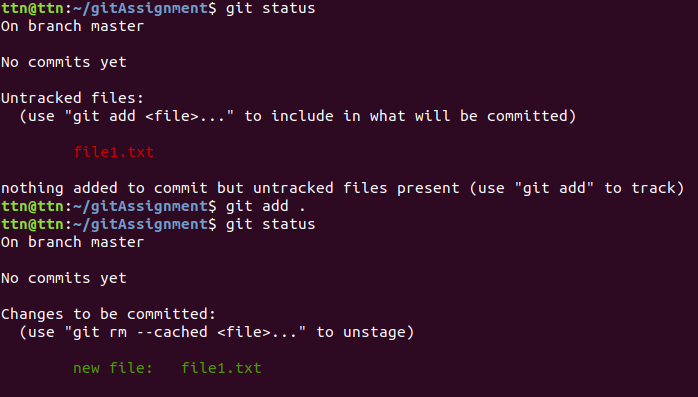 ttn@ttn:~/gitAssignment$ git status
On branch master
No commits yet
Untracked files:
(use "git add <file>..." to include in what will be committed)
file1.txt
nothing added to commit but untracked files present (use "git add" to track)
ttn@ttn:~/gitAssignment$ git add .
ttn@ttn:~/gitAssignment$ git status
On branch master
No commits yet
Changes to be committed:
(use "git rm --cached <file>..." to unstage)
new file:   file1.txt